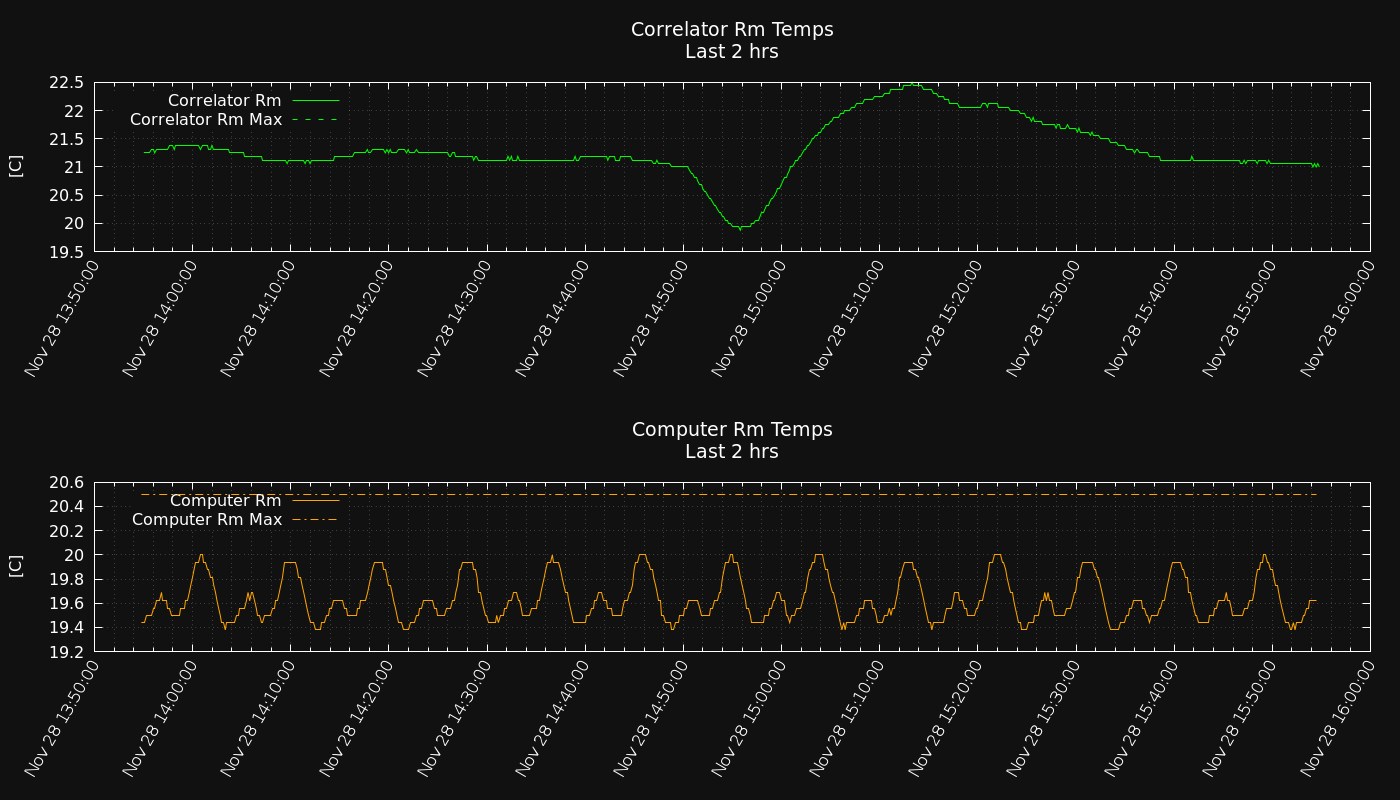 Correlator Rm Temps
Last 2 hrs
22.5
22
21.5
21
20.5
20
19.5
[C]
Correlator Rm
Correlator Rm Max
Nov 28 13:50:00
Nov 28 14:00:00
Nov 28 14:10:00
Nov 28 14:20:00
Nov 28 14:30:00
Nov 28 14:40:00
Nov 28 14:50:00
Nov 28 15:00:00
Nov 28 15:10:00
Nov 28 15:20:00
Nov 28 15:30:00
Nov 28 15:40:00
Nov 28 15:50:00
Nov 28 16:00:00
Computer Rm Temps
Last 2 hrs
20.6
20.4
20.2
20
19.8
19.6
19.4
19.2
[C]
Computer Rm
Computer Rm Max
Nov 28 13:50:00
Nov 28 14:00:00
Nov 28 14:10:00
Nov 28 14:20:00
Nov 28 14:30:00
Nov 28 14:40:00
Nov 28 14:50:00
Nov 28 15:00:00
Nov 28 15:10:00
Nov 28 15:20:00
Nov 28 15:30:00
Nov 28 15:40:00
Nov 28 15:50:00
Nov 28 16:00:00